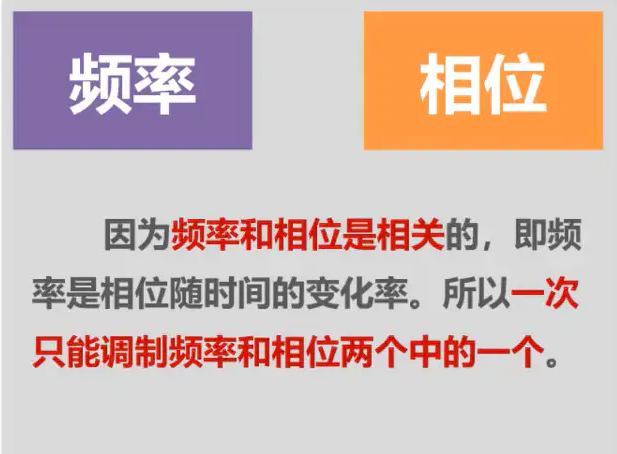 频率
相位
因为频率和相位是相关的，即频
率是相位随时间的变化率。所以一次
只能调制频率和相位两个中的一个。